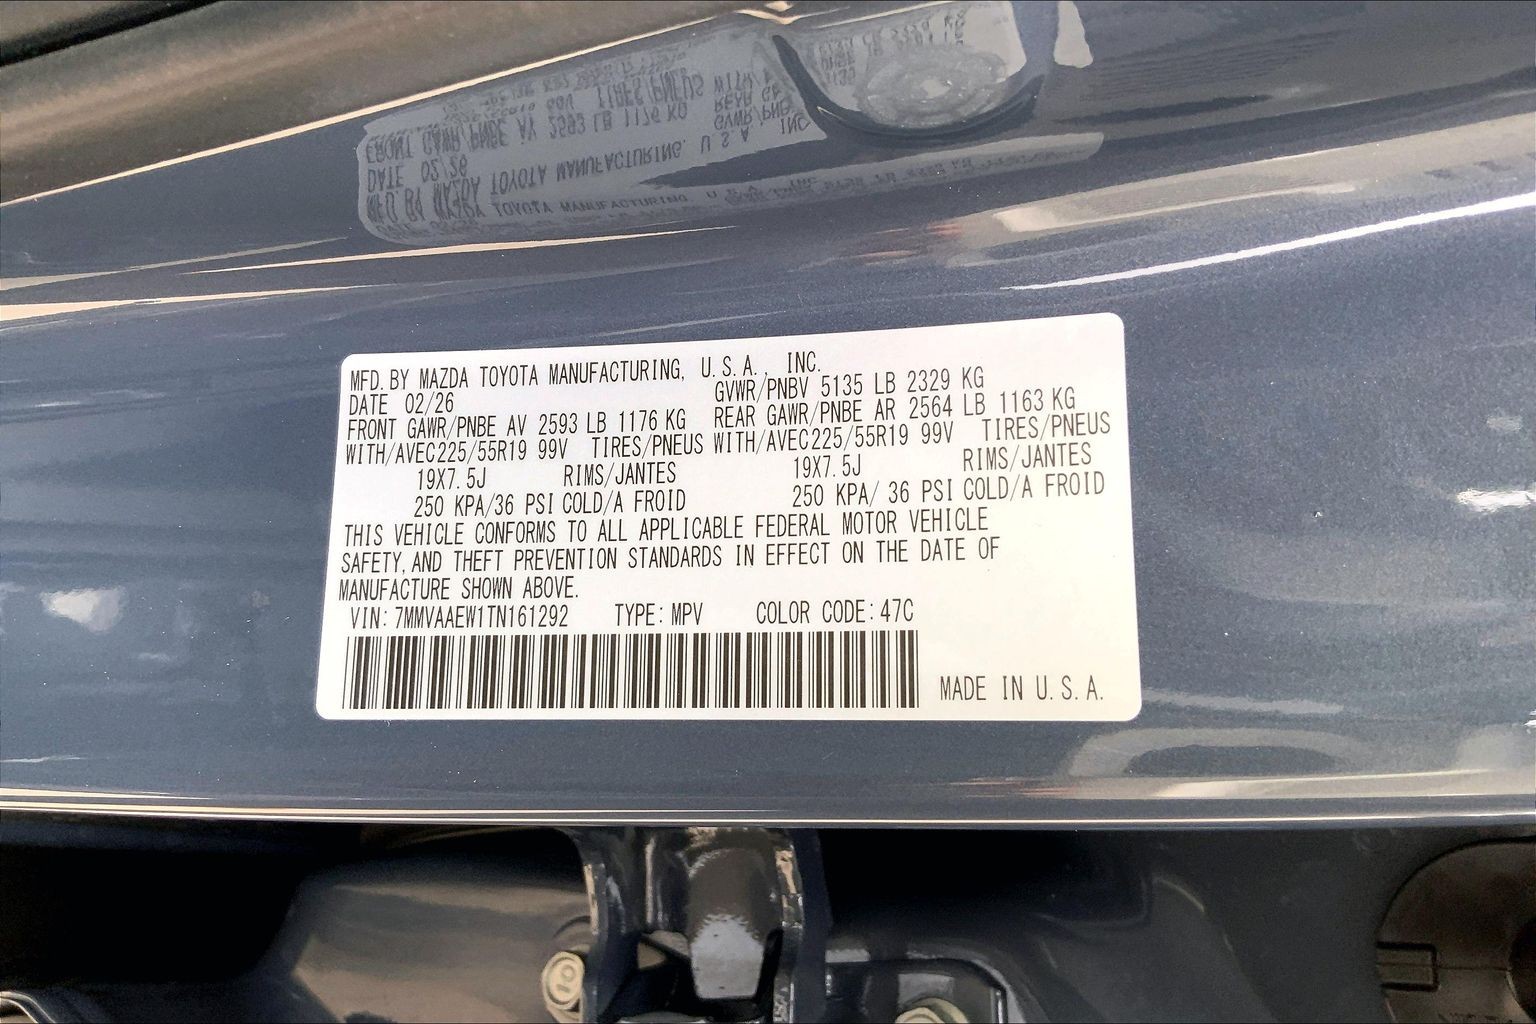 MFD. BY MAZDA TOYOTA MANUFACTURING, U.S.A., INC.
DATE 02/26 GVWR/PNBV 5135 LB 2329 KG
FRONT GAWR/PNBE AV 2593 LB 1176 KG REAR GAWR/PNBE AR 2564 LB 1163 KG
WITH/AVEC225/55R19 99V TIRES/PNEUS WITH/AVEC225/55R19 99V TIRES/PNEUS
19X7.5J RIMS/JANTES 19X7.5J RIMS/JANTES
250 KPA/36 PSI COLD/A FROID 250 KPA/ 36 PSI COLD/A FROID
THIS VEHICLE CONFORMS TO ALL APPLICABLE FEDERAL MOTOR VEHICLE
SAFETY, AND THEFT PREVENTION STANDARDS IN EFFECT ON THE DATE OF
MANUFACTURE SHOWN ABOVE.
VIN: 7MMVAAEW1TN161292 TYPE: MPV COLOR CODE: 47C
MADE IN U.S.A.
10